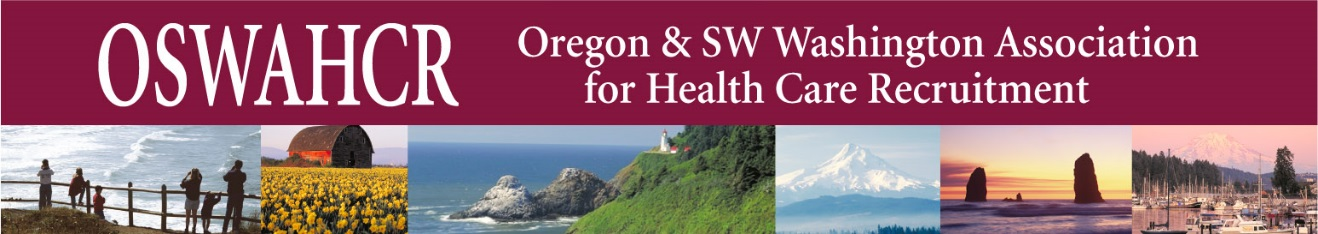 OSWAHCR
Oregon & SW Washington Association
for Health Care Recruitment